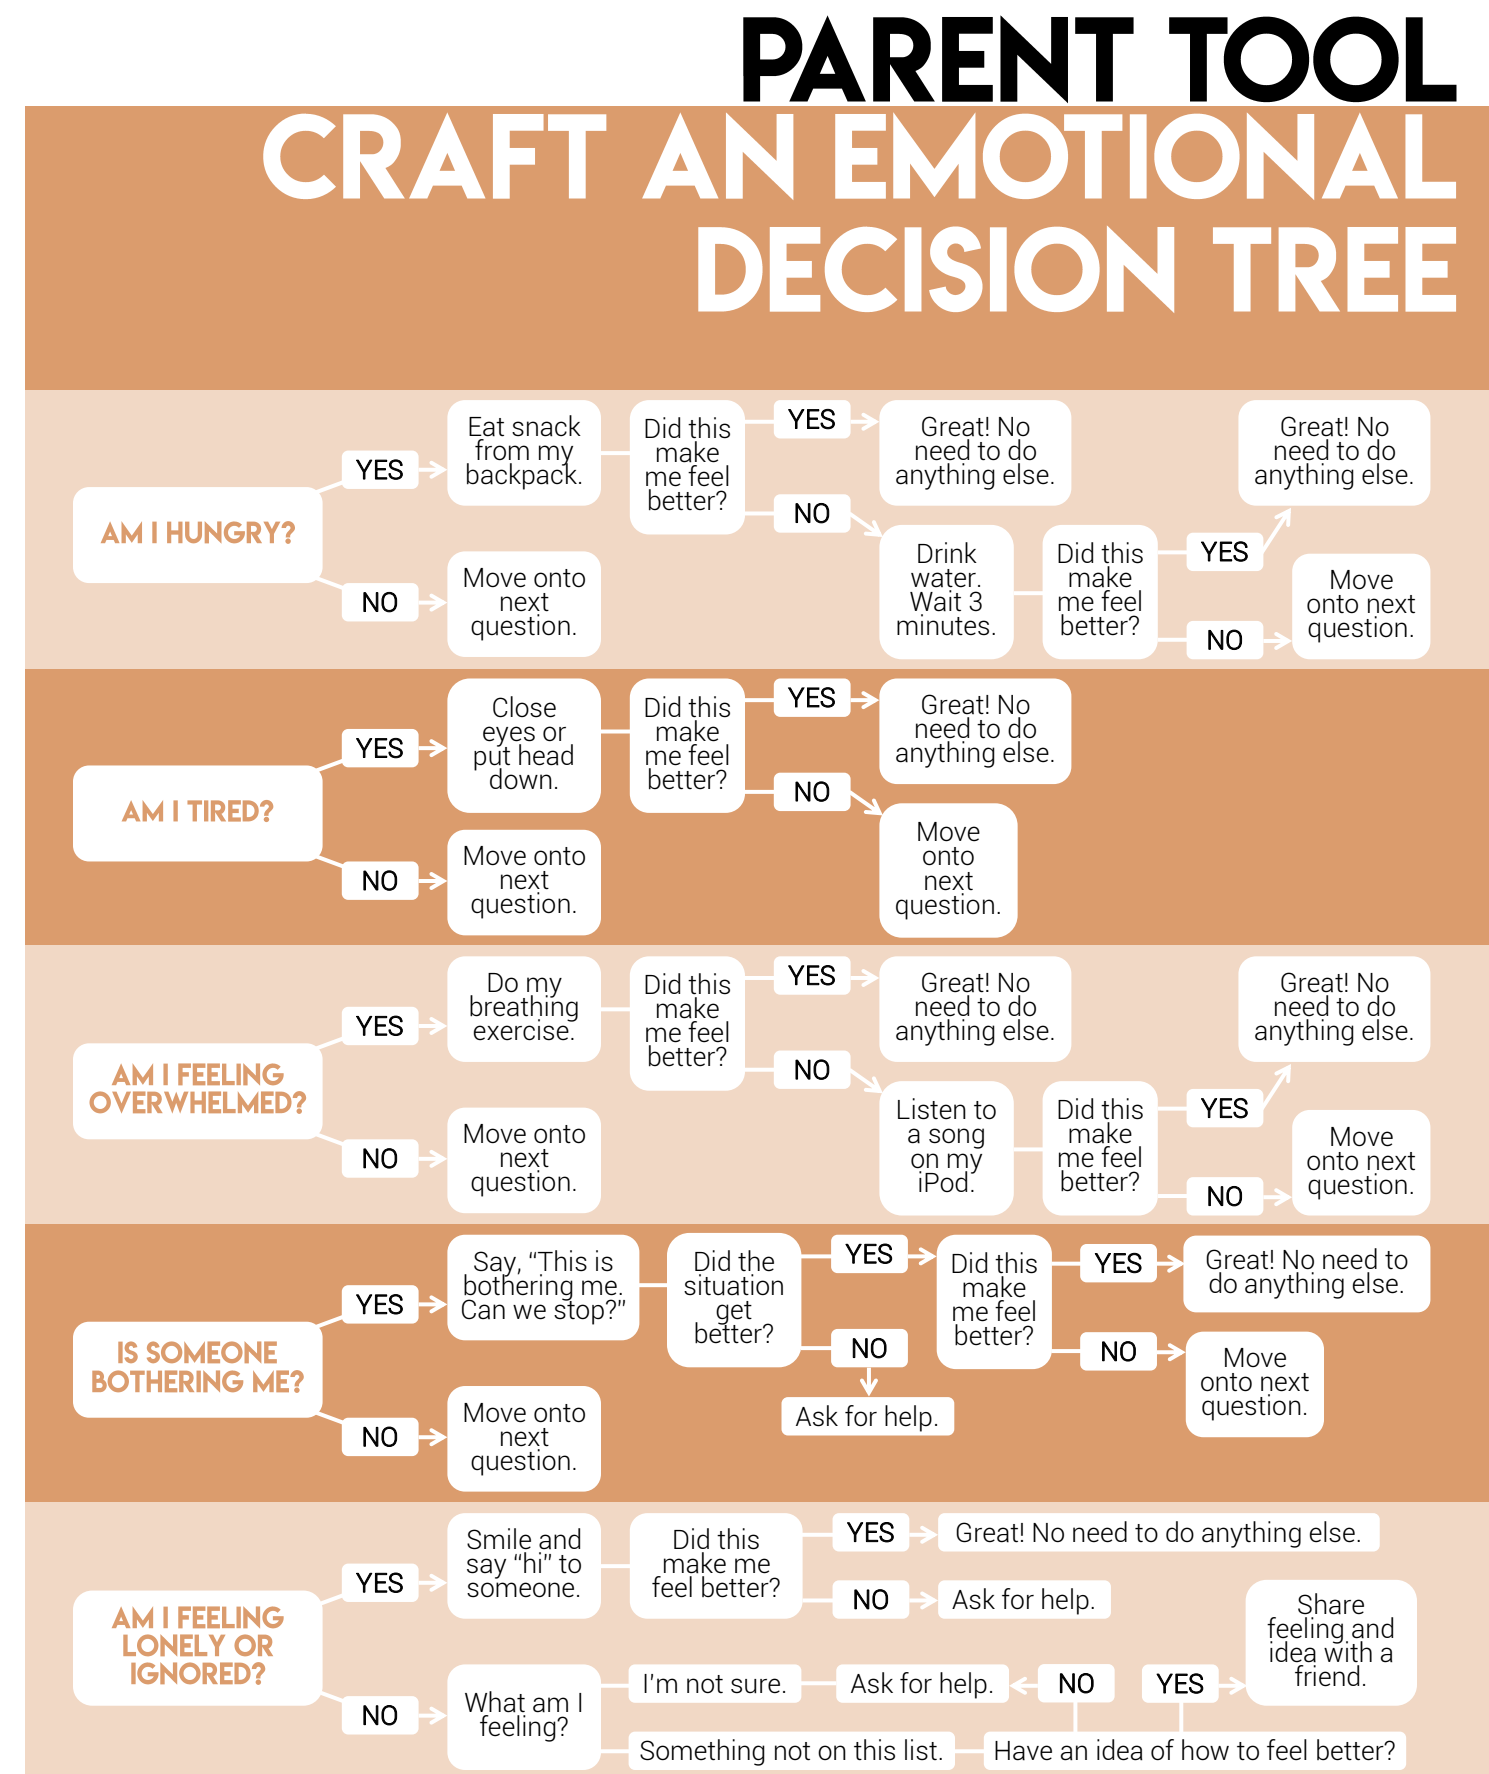 PARENT TOOL
CRAFT AN EMOTIONAL
DECISION TREE
AM I HUNGRY?
YES
Eat snack
from my
backpack.
Did this
make
me feel
better?
YES
Great! No
need to do
anything else.
NO
Drink
water.
Wait 3
minutes.
Did this
make
me feel
better?
YES
Great! No
need to do
anything else.
NO
Move
onto next
question.
NO
Move onto
next
question.
AM I TIRED?
YES
Close
eyes or
put head
down.
Did this
make
me feel
better?
YES
Great! No
need to do
anything else.
NO
Move
onto
next
question.
NO
Move onto
next
question.
AM I FEELING
OVERWHELMED?
YES
Do my
breathing
exercise.
Did this
make
me feel
better?
YES
Great! No
need to do
anything else.
NO
Listen to
a song
on my
iPod.
Did this
make
me feel
better?
YES
Great! No
need to do
anything else.
NO
Move
onto next
question.
NO
Move onto
next
question.
IS SOMEONE
BOTHERING ME?
YES
Say, “This is
bothering me.
Can we stop?”
Did the
situation
get
better?
YES
Did this
make
me feel
better?
YES
Great! No need to
do anything else.
NO
Move
onto next
question.
NO
Ask for help.
NO
Move onto
next
question.
AM I FEELING
LONELY OR
IGNORED?
YES
Smile and
say “hi” to
someone.
Did this
make me
feel better?
YES
Great! No need to do anything else.
NO
Ask for help.
NO
What am I
feeling?
I'm not sure.
Ask for help.
NO
YES
Share
feeling and
idea with a
friend.
Something not on this list.
Have an idea of how to feel better?